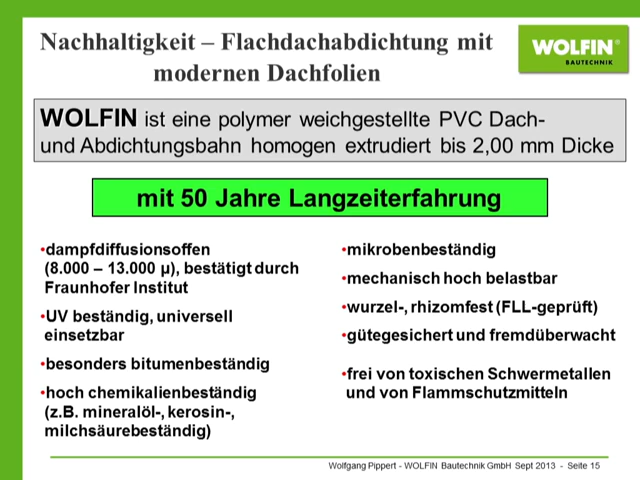 Nachhaltigkeit – Flachdachabdichtung mit
modernen Dachfolien
WOLFIN®
BAUTECHNIK
WOLFIN ist eine polymer weichgestellte PVC Dach-
und Abdichtungsbahn homogen extrudiert bis 2,00 mm Dicke
mit 50 Jahre Langzeiterfahrung
•dampfdiffusionsoffen
(8.000 – 13.000 µ), bestätigt durch
Fraunhofer Institut
•UV beständig, universell
einsetzbar
•besonders bitumenbeständig
•hoch chemikalienbeständig
(z.B. mineralöl-, kerosin-,
milchsäurebeständig)
•mikrobenbeständig
•mechanisch hoch belastbar
•wurzel-, rhizomfest (FLL-geprüft)
•gütegesichert und fremdüberwacht
•frei von toxischen Schwermetallen
und von Flammschutzmitteln
Wolfgang Pippert - WOLFIN Bautechnik GmbH Sept 2013 - Seite 15